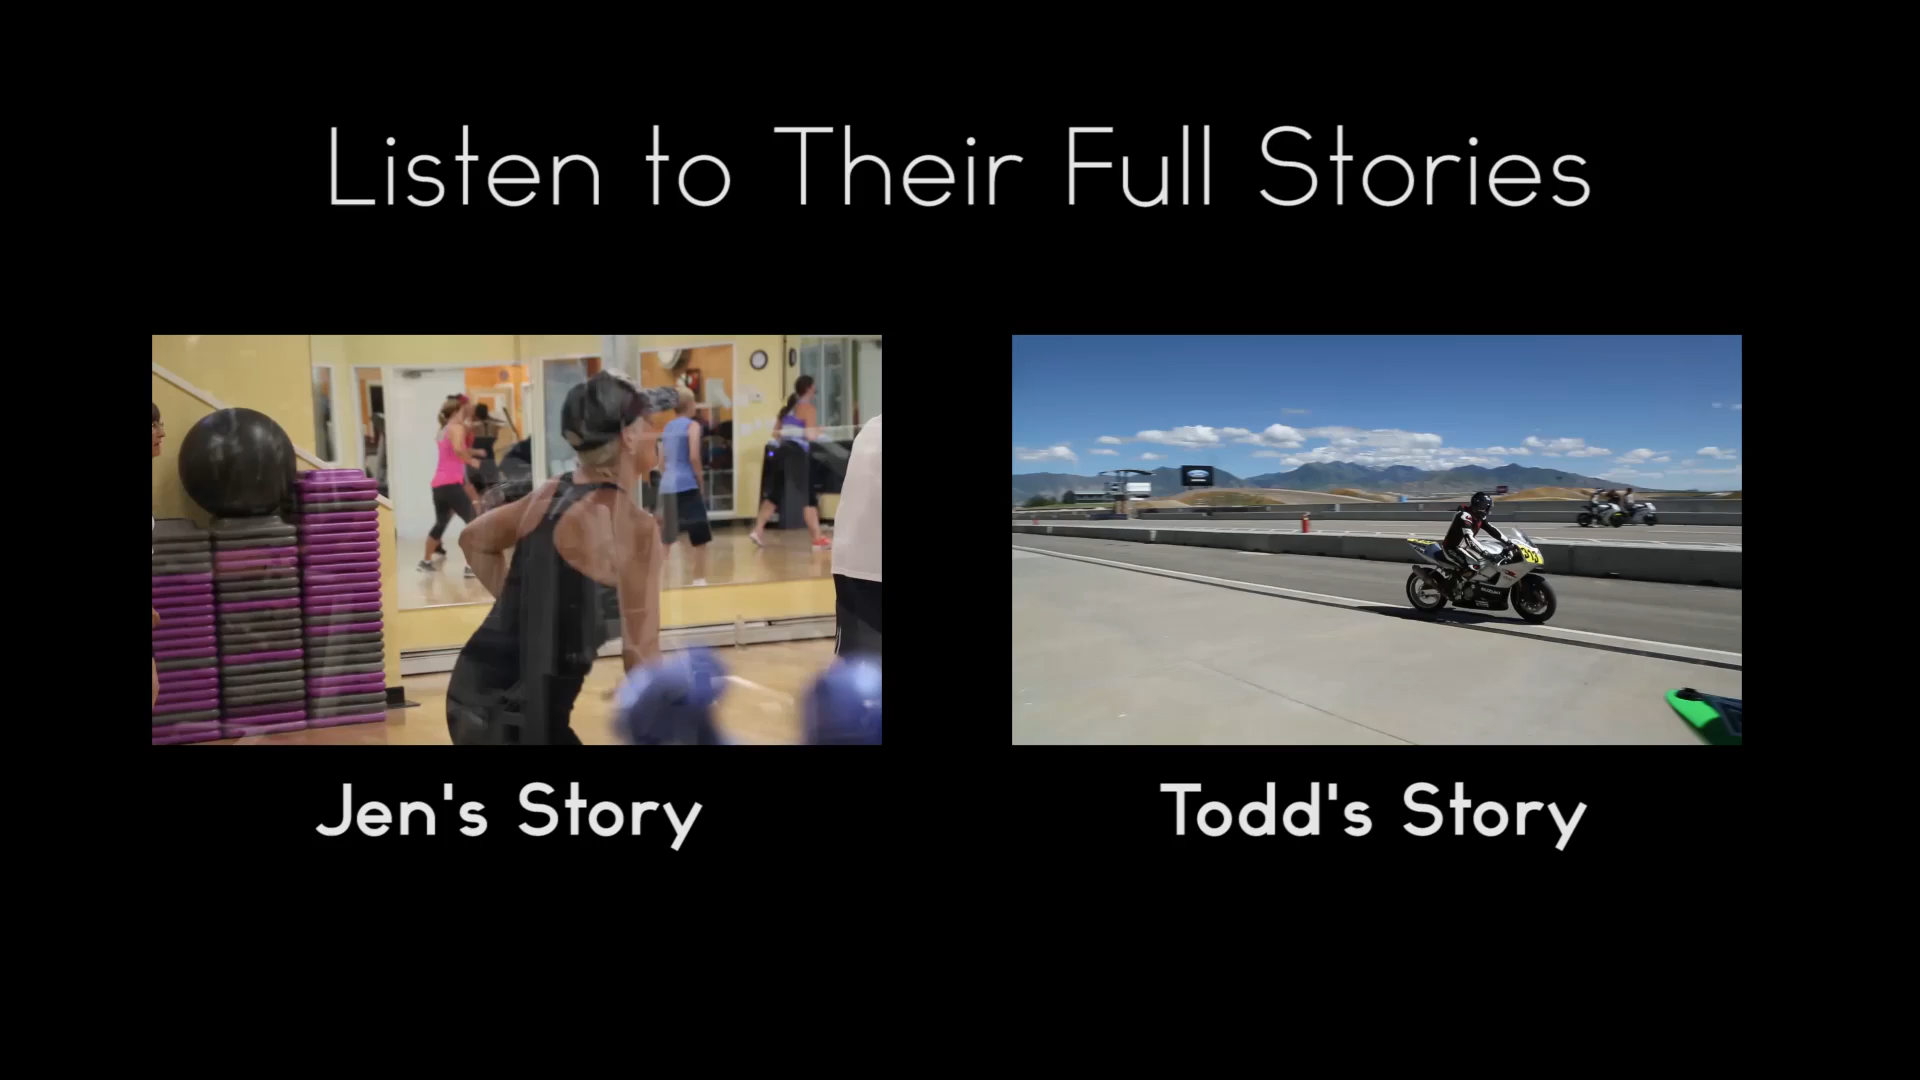 Listen to Their Full Stories
Jen's Story
Todd's Story